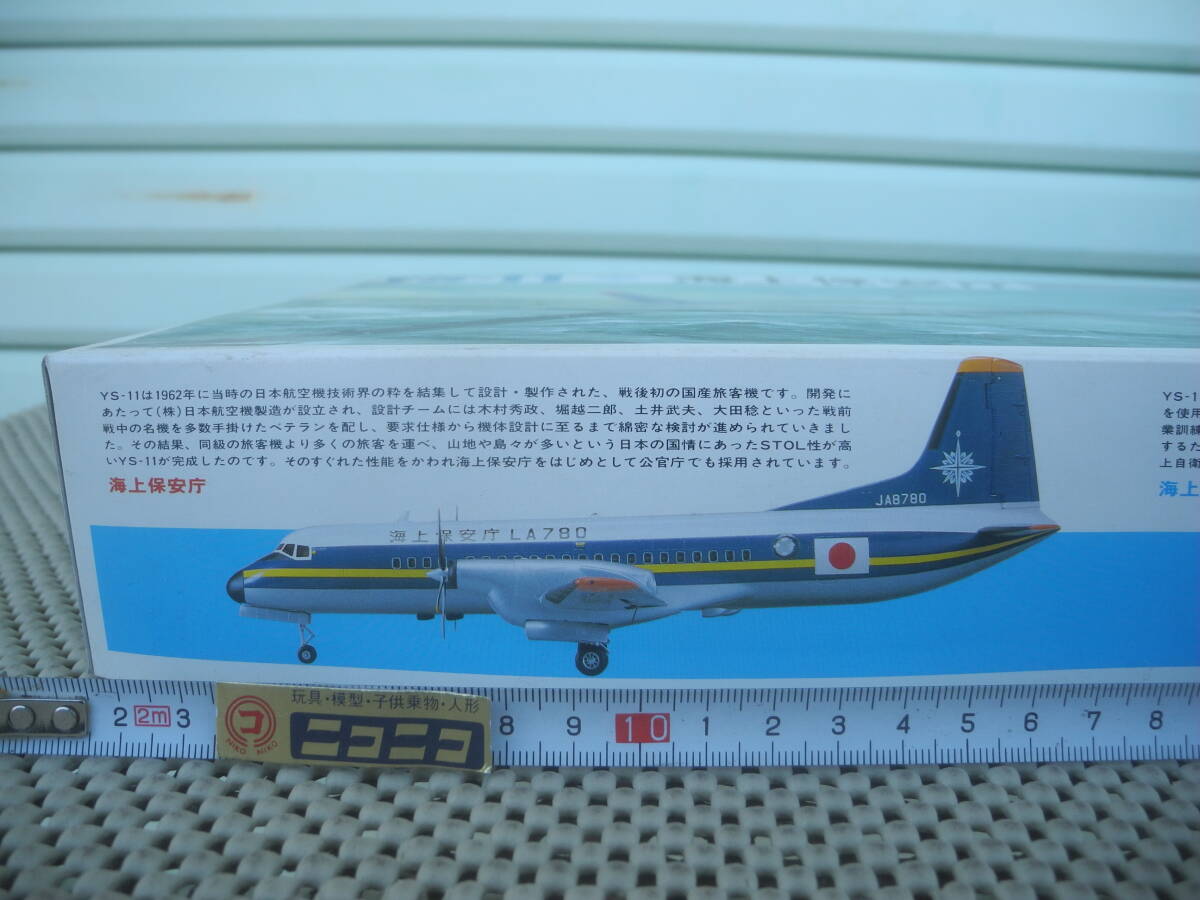 YS-11は1962年に当時の日本航空機技術界の粋を結集して設計・製作された、戦後初の国産旅客機です。開発に
あたって(株)日本航空機製造が設立され、設計チームには木村秀政、堀越二郎、土井武夫、太田稔といった戦前
戦中の名機を多数手掛けたベテランを配し、要求仕様から機体設計に至るまで綿密な検討が進められていきまし
た。その結果、同級の旅客機より多くの旅客を運べ、山地や島々が多いという日本の国情にあったSTOL性が高
いYS-11が完成したのです。そのすぐれた性能をかわれ海上保安庁をはじめとして公官庁でも採用されています。
海上保安庁
YS-1
を使用
業訓練
するた
上自衛
海上
JA8780
海上保安庁 LA780
2 2m 3
8 9 10 1 2 3 4 5 6 7 8
コ
NIKO NIKO
玩具・模型・子供乗物・人形
ニコニコ